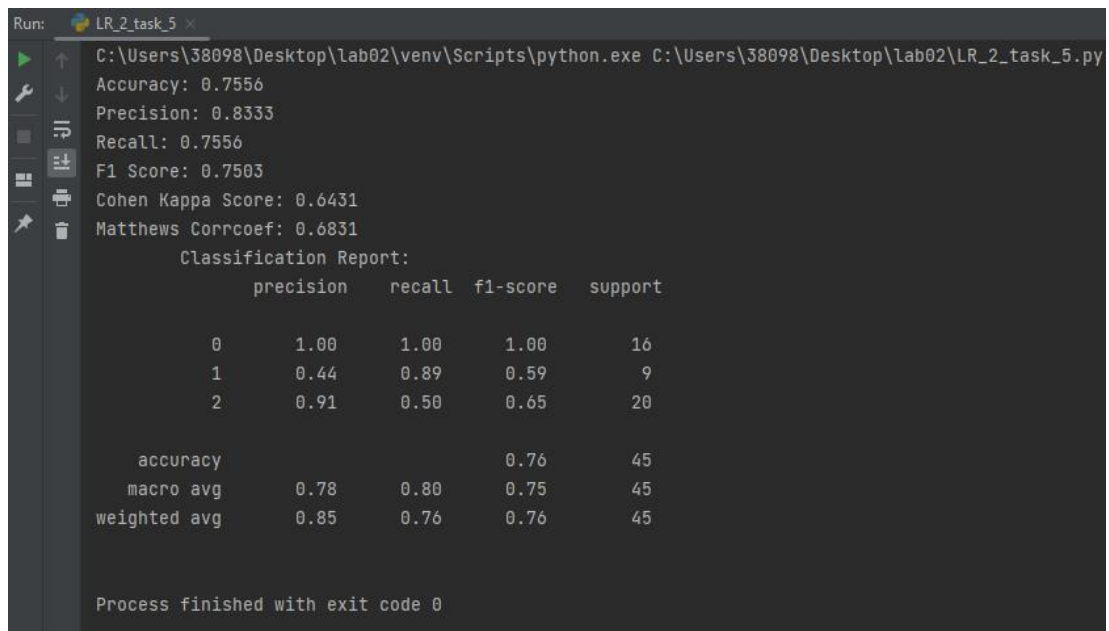 Run: LR_2_task_5 ×
C:\Users\38098\Desktop\lab02\venv\Scripts\python.exe C:\Users\38098\Desktop\lab02\LR_2_task_5.py
Accuracy: 0.7556
Precision: 0.8333
Recall: 0.7556
F1 Score: 0.7503
Cohen Kappa Score: 0.6431
Matthews Corrcoef: 0.6831
Classification Report:
precision recall f1-score support
0 1.00 1.00 1.00 16
1 0.44 0.89 0.59 9
2 0.91 0.50 0.65 20
accuracy 0.76 45
macro avg 0.78 0.80 0.75 45
weighted avg 0.85 0.76 0.76 45
Process finished with exit code 0